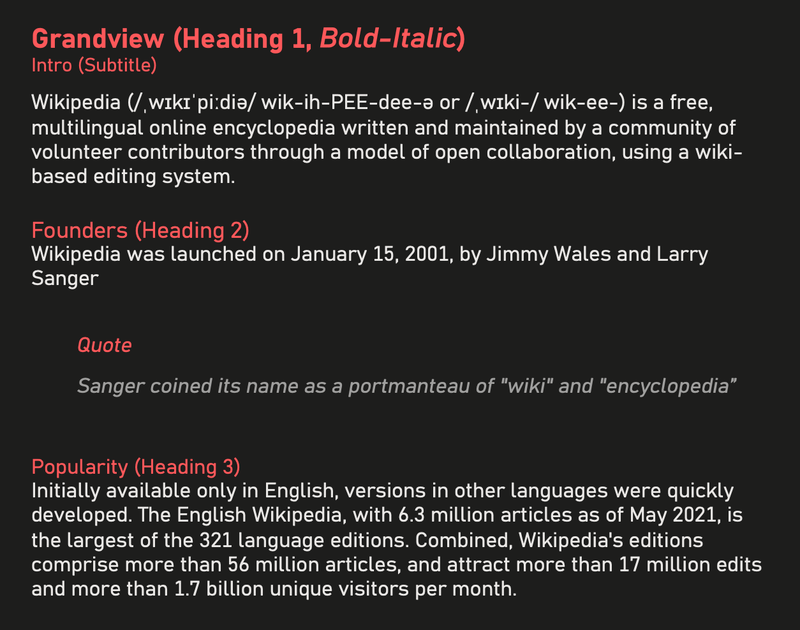 Grandview (Heading 1, Bold-Italic)
Intro (Subtitle)
Wikipedia (/ˌwɪkɪˈpiːdiə/ wik-ih-PEE-dee-ə or /ˌwɪki-/ wik-ee-) is a free,
multilingual online encyclopedia written and maintained by a community of
volunteer contributors through a model of open collaboration, using a wiki-
based editing system.
Founders (Heading 2)
Wikipedia was launched on January 15, 2001, by Jimmy Wales and Larry
Sanger
Quote
Sanger coined its name as a portmanteau of "wiki" and "encyclopedia”
Popularity (Heading 3)
Initially available only in English, versions in other languages were quickly
developed. The English Wikipedia, with 6.3 million articles as of May 2021, is
the largest of the 321 language editions. Combined, Wikipedia's editions
comprise more than 56 million articles, and attract more than 17 million edits
and more than 1.7 billion unique visitors per month.